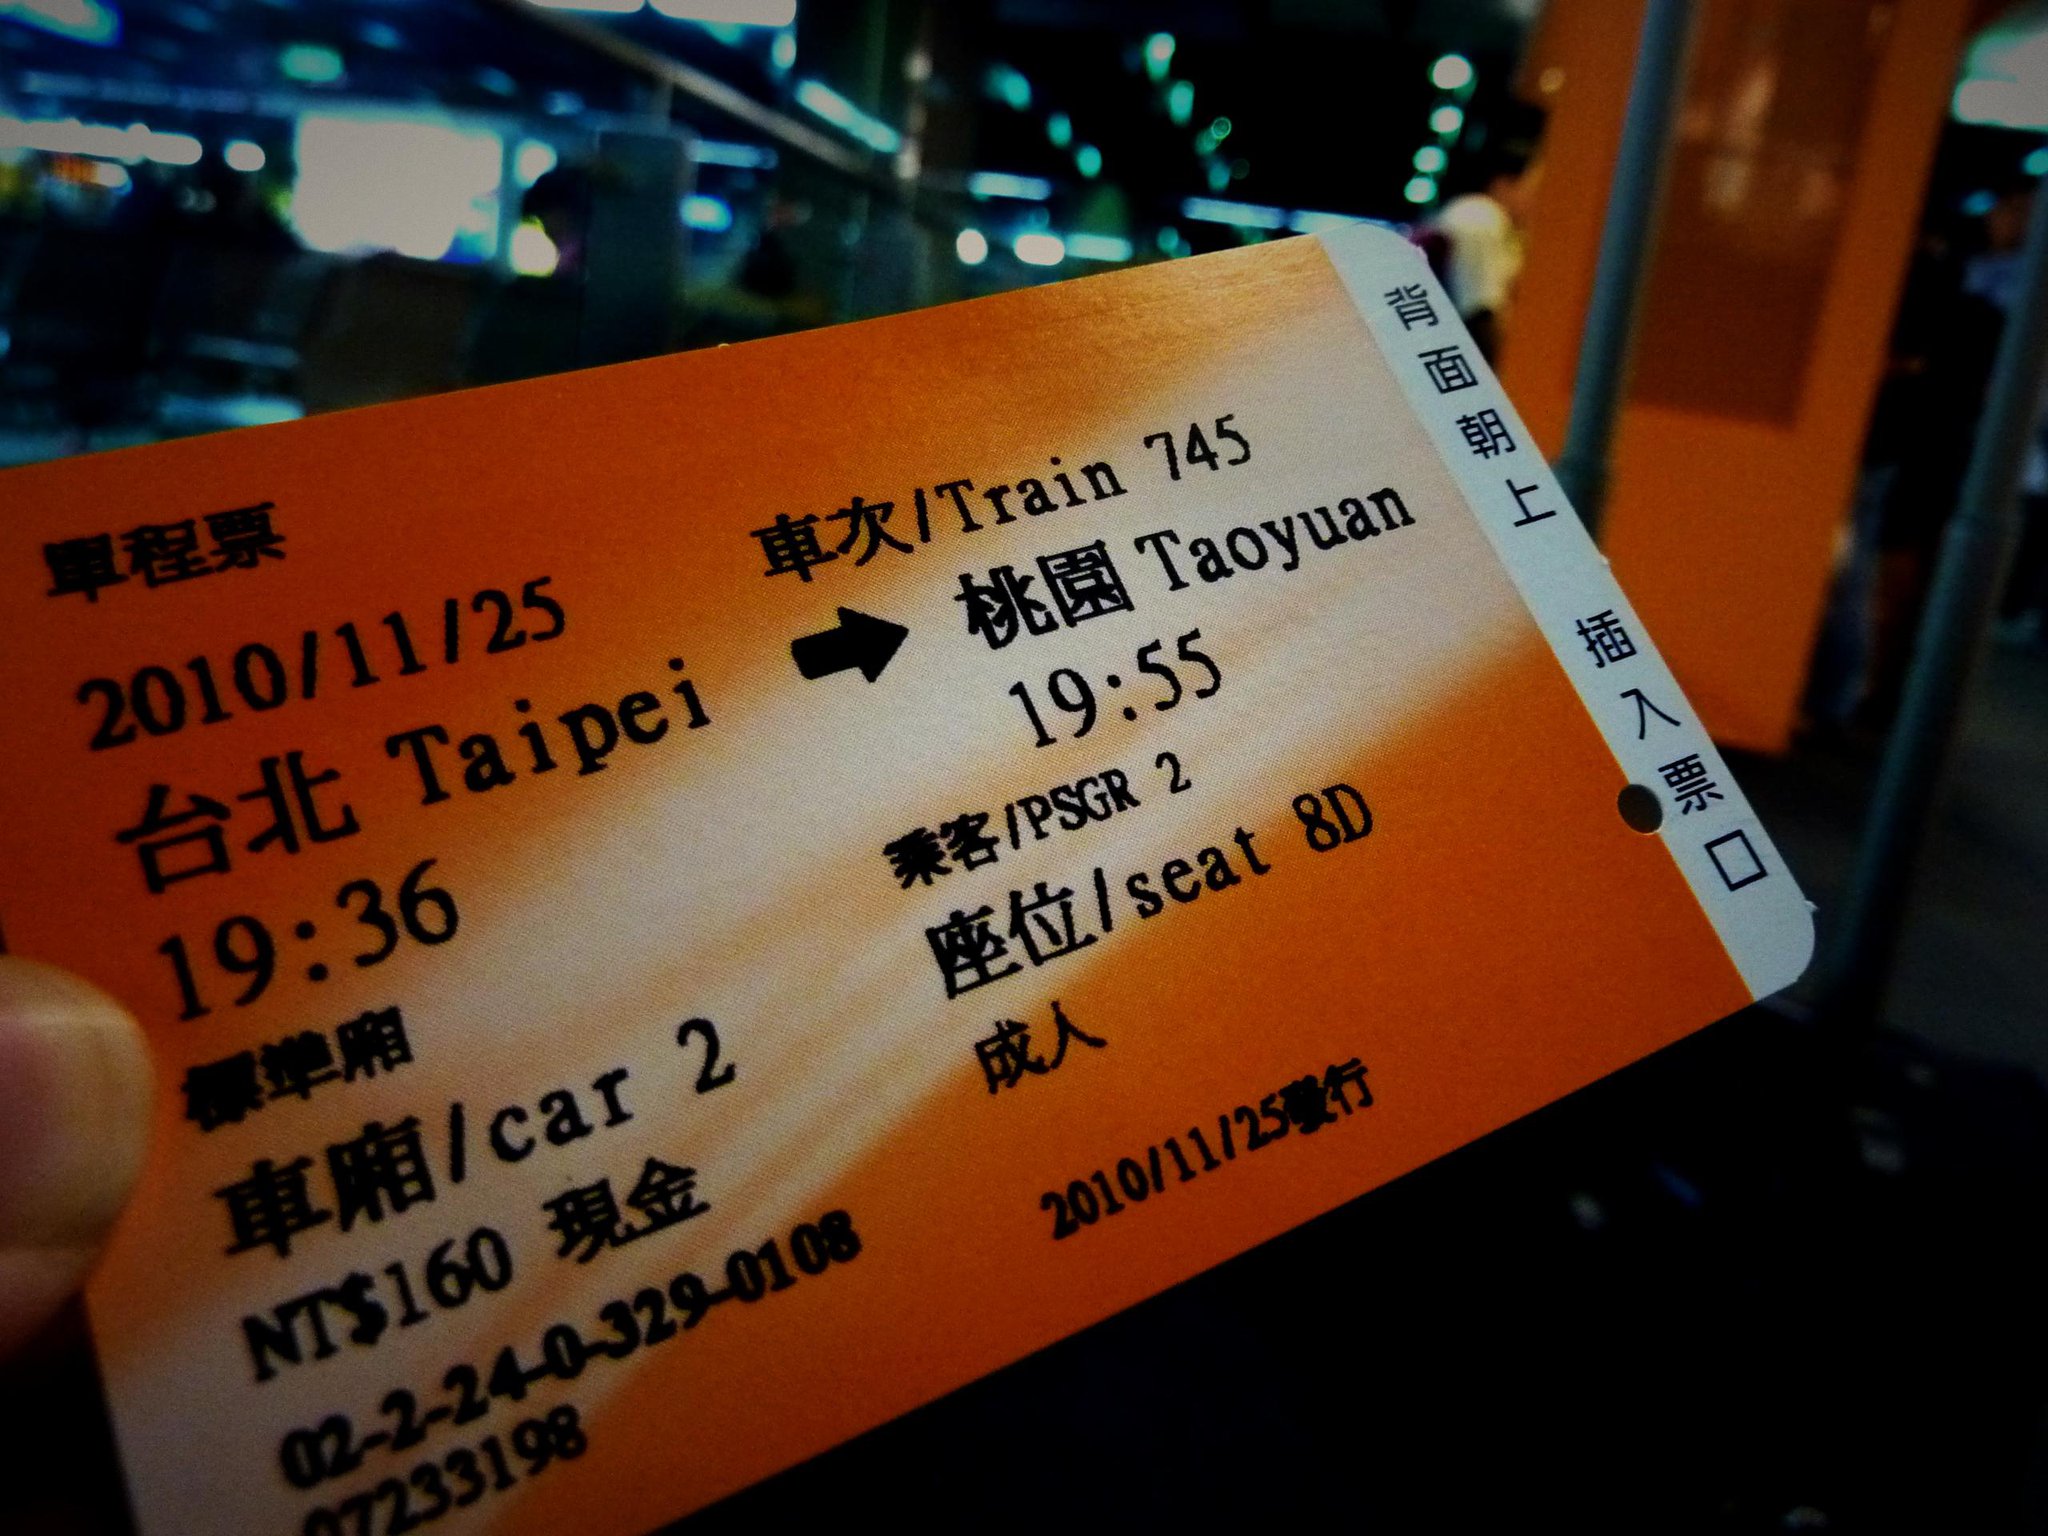 單程票
車次/Train 745
2010/11/25
台北 Taipei → 桃園 Taoyuan
19:36 19:55
標準廂 乘客/PSGR 2
車廂/car 2 座位/seat 8D
NT$160 現金 成人
02-2-24-0-329-0108
07233198 2010/11/25發行
背面朝上 插入票口